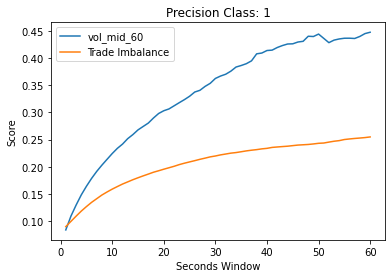 Precision Class: 1
vol_mid_60
Trade Imbalance
Score
0.45
0.40
0.35
0.30
0.25
0.20
0.15
0.10
0 10 20 30 40 50 60
Seconds Window